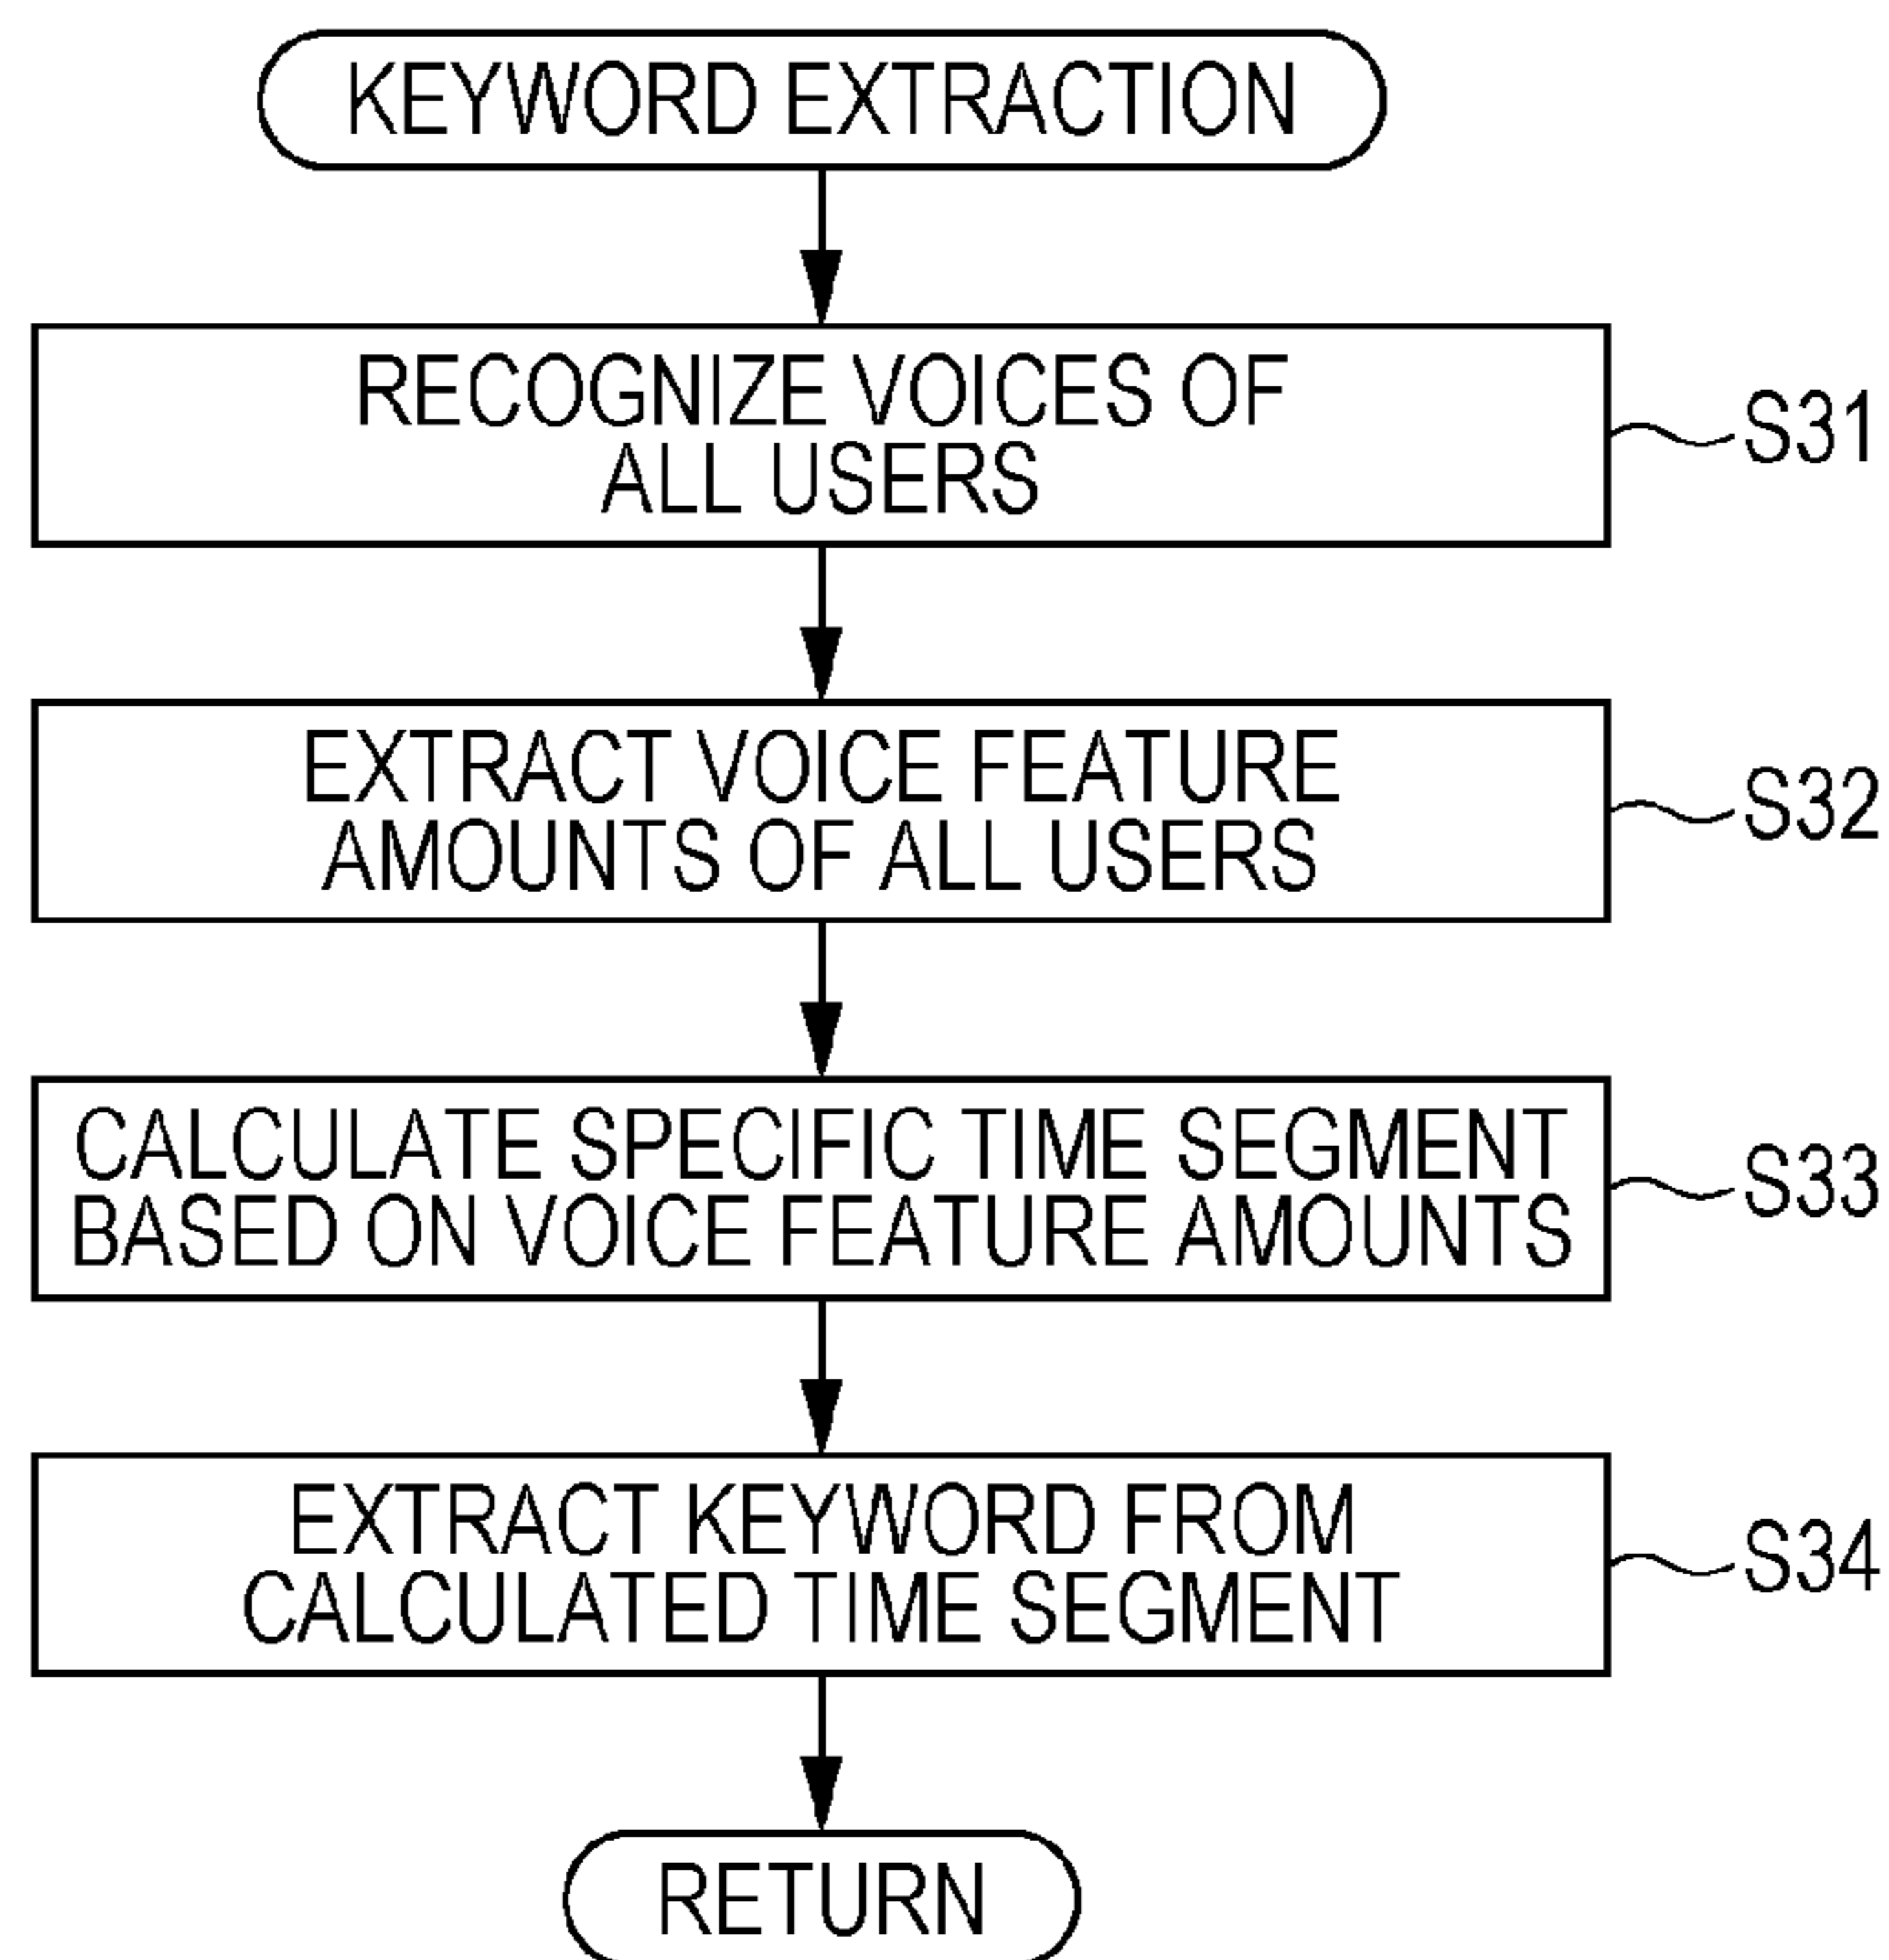 KEYWORD EXTRACTION
RECOGNIZE VOICES OF
ALL USERS
S31
EXTRACT VOICE FEATURE
AMOUNTS OF ALL USERS
S32
CALCULATE SPECIFIC TIME SEGMENT
BASED ON VOICE FEATURE AMOUNTS
S33
EXTRACT KEYWORD FROM
CALCULATED TIME SEGMENT
S34
RETURN